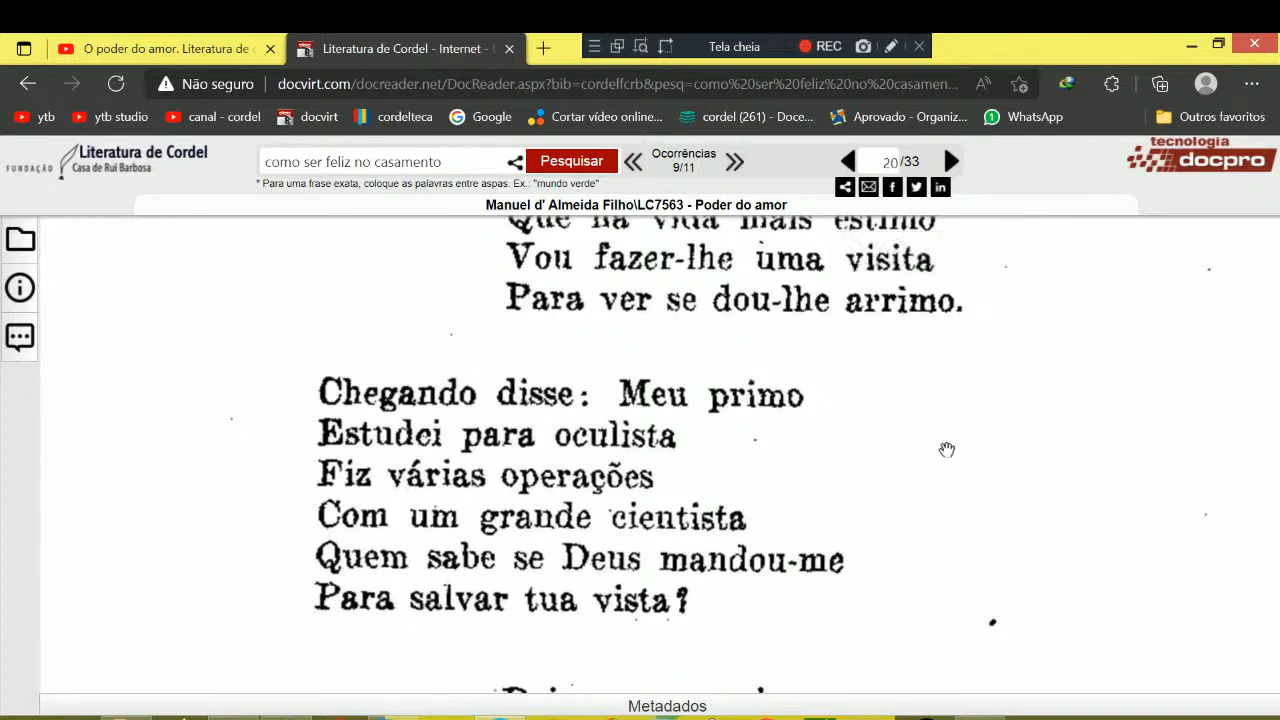 O poder do amor. Literatura de c
Literatura de Cordel - Internet - E
Tela cheia
REC
Não seguro
docvirt.com/docreader.net/DocReader.aspx?bib=cordelfcrb&pesq=como%20ser%20feliz%20no%20casamen...
ytb
ytb studio
canal - cordel
docvirt
cordelteca
Google
Cortar vídeo online...
cordel (261) - Doce...
Aprovado - Organiz...
WhatsApp
Outros favoritos
FUNDAÇÃO
Literatura de Cordel
Casa de Rui Barbosa
como ser feliz no casamento
Pesquisar
Ocorrências
9/11
20 /33
tecnologia
docpro
* Para uma frase exata, coloque as palavras entre aspas. Ex.: "mundo verde"
Manuel d' Almeida Filho\LC7563 - Poder do amor
Que na vida mais estimo
Vou fazer-lhe uma visita
Para ver se dou-lhe arrimo.
Chegando disse: Meu primo
Estudei para oculista
Fiz várias operações
Com um grande cientista
Quem sabe se Deus mandou-me
Para salvar tua vista?
Metadados